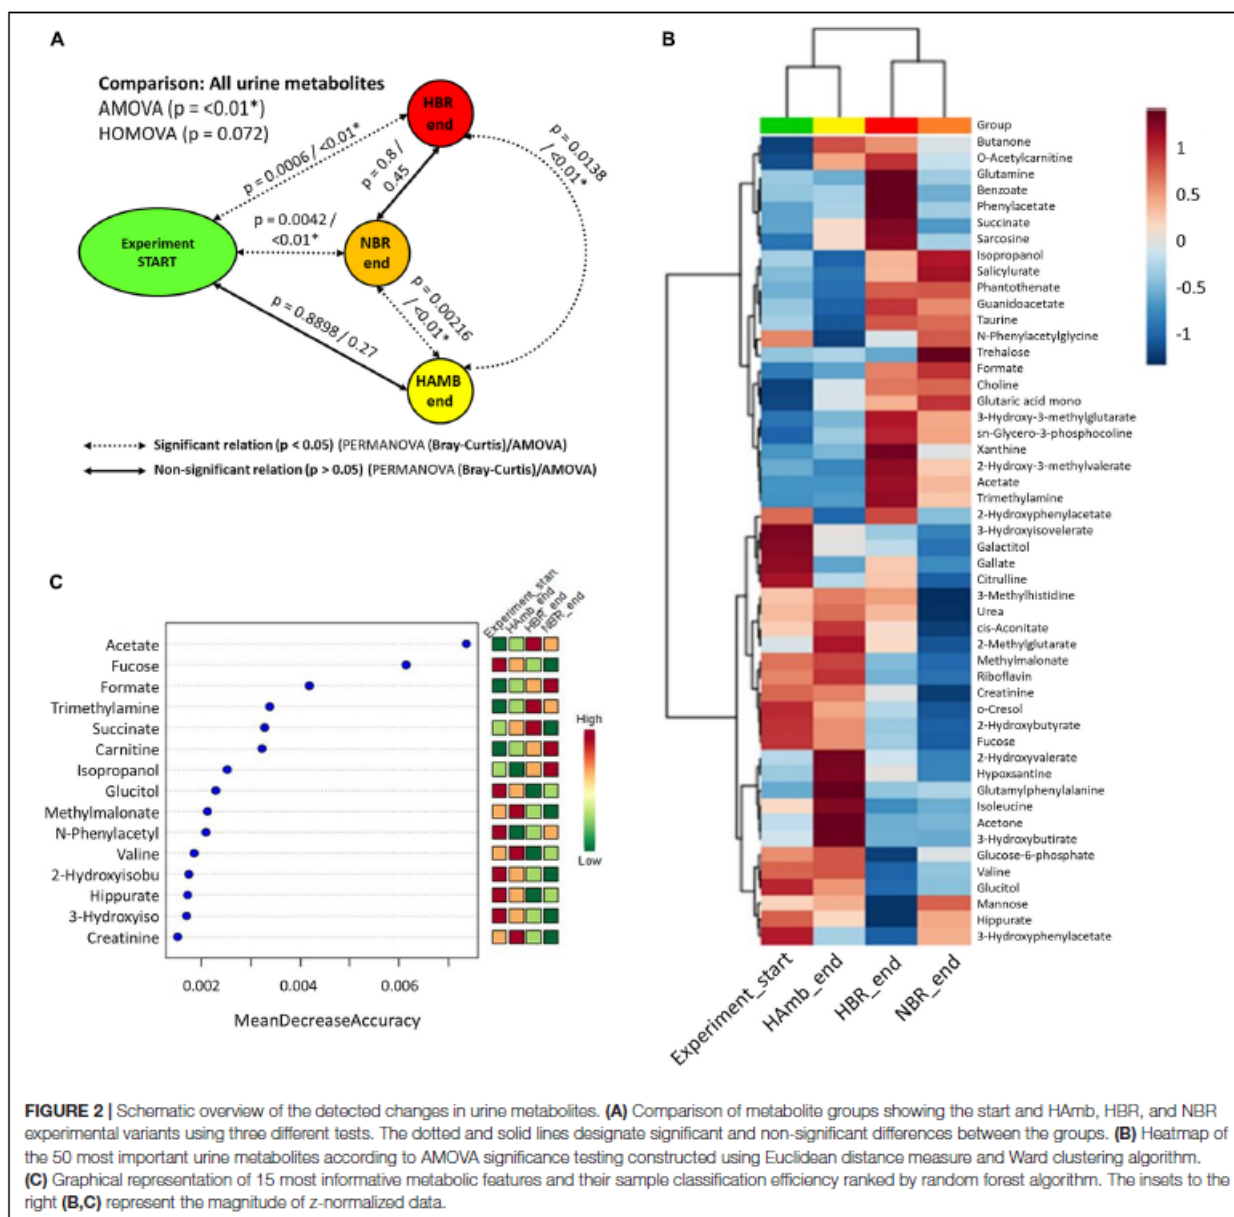 A
Comparison: All urine metabolites
AMOVA (p = <0.01*)
HOMOVA (p = 0.072)
HBR
end
p = 0.0006 / <0.01*
p = 0.8 /
0.45
p = 0.0138
/ <0.01*
p = 0.0042 /
<0.01*
Experiment
START
NBR
end
p = 0.00216
/ <0.01*
p = 0.8898 / 0.27
HAMB
end
Significant relation (p < 0.05) (PERMANOVA (Bray-Curtis)/AMOVA)
Non-significant relation (p > 0.05) (PERMANOVA (Bray-Curtis)/AMOVA)
B
Group
Butanone
O-Acetylcarnitine
Glutamine
Benzoate
Phenylacetate
Succinate
Sarcosine
Isopropanol
Salicylurate
Phantothenate
Guanidoacetate
Taurine
N-Phenylacetylglycine
Trehalose
Formate
Choline
Glutaric acid mono
3-Hydroxy-3-methylglutarate
sn-Glycero-3-phosphocoline
Xanthine
2-Hydroxy-3-methylvalerate
Acetate
Trimethylamine
2-Hydroxyphenylacetate
3-Hydroxyisovelerate
Galactitol
Gallate
Citrulline
3-Methylhistidine
Urea
cis-Aconitate
2-Methylglutarate
Methylmalonate
Riboflavin
Creatinine
o-Cresol
2-Hydroxybutyrate
Fucose
2-Hydroxyvalerate
Hypoxsantine
Glutamylphenylalanine
Isoleucine
Acetone
3-Hydroxybutirate
Glucose-6-phosphate
Valine
Glucitol
Mannose
Hippurate
3-Hydroxyphenylacetate
Experiment_start
HAmb_end
HBR_end
NBR_end
1
0.5
0
-0.5
-1
C
Experiment_start
HAmb_end
HBR_end
NBR_end
Acetate
Fucose
Formate
Trimethylamine
Succinate
Carnitine
Isopropanol
Glucitol
Methylmalonate
N-Phenylacetyl
Valine
2-Hydroxyisobu
Hippurate
3-Hydroxyiso
Creatinine
High
Low
0.002
0.004
0.006
MeanDecreaseAccuracy
FIGURE 2 | Schematic overview of the detected changes in urine metabolites. (A) Comparison of metabolite groups showing the start and HAmb, HBR, and NBR
experimental variants using three different tests. The dotted and solid lines designate significant and non-significant differences between the groups. (B) Heatmap of
the 50 most important urine metabolites according to AMOVA significance testing constructed using Euclidean distance measure and Ward clustering algorithm.
(C) Graphical representation of 15 most informative metabolic features and their sample classification efficiency ranked by random forest algorithm. The insets to the
right (B,C) represent the magnitude of z-normalized data.